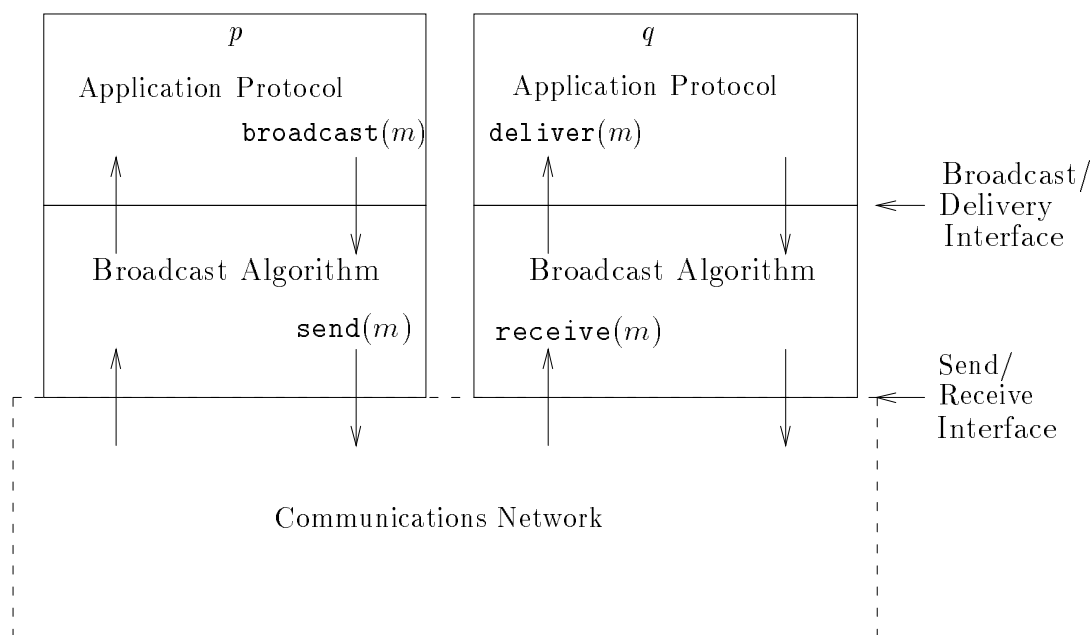 p
Application Protocol
broadcast(m)
q
Application Protocol
deliver(m)
Broadcast/
Delivery
Interface
Broadcast Algorithm
send(m)
Broadcast Algorithm
receive(m)
Send/
Receive
Interface
Communications Network